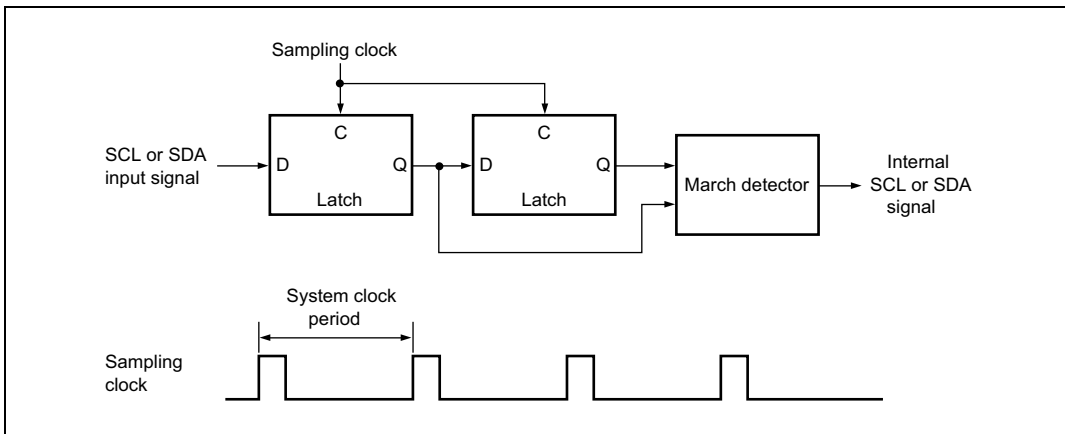 Sampling clock
C
C
SCL or SDA
input signal
D
Q
D
Q
Latch
Latch
March detector
Internal
SCL or SDA
signal
System clock
period
Sampling
clock